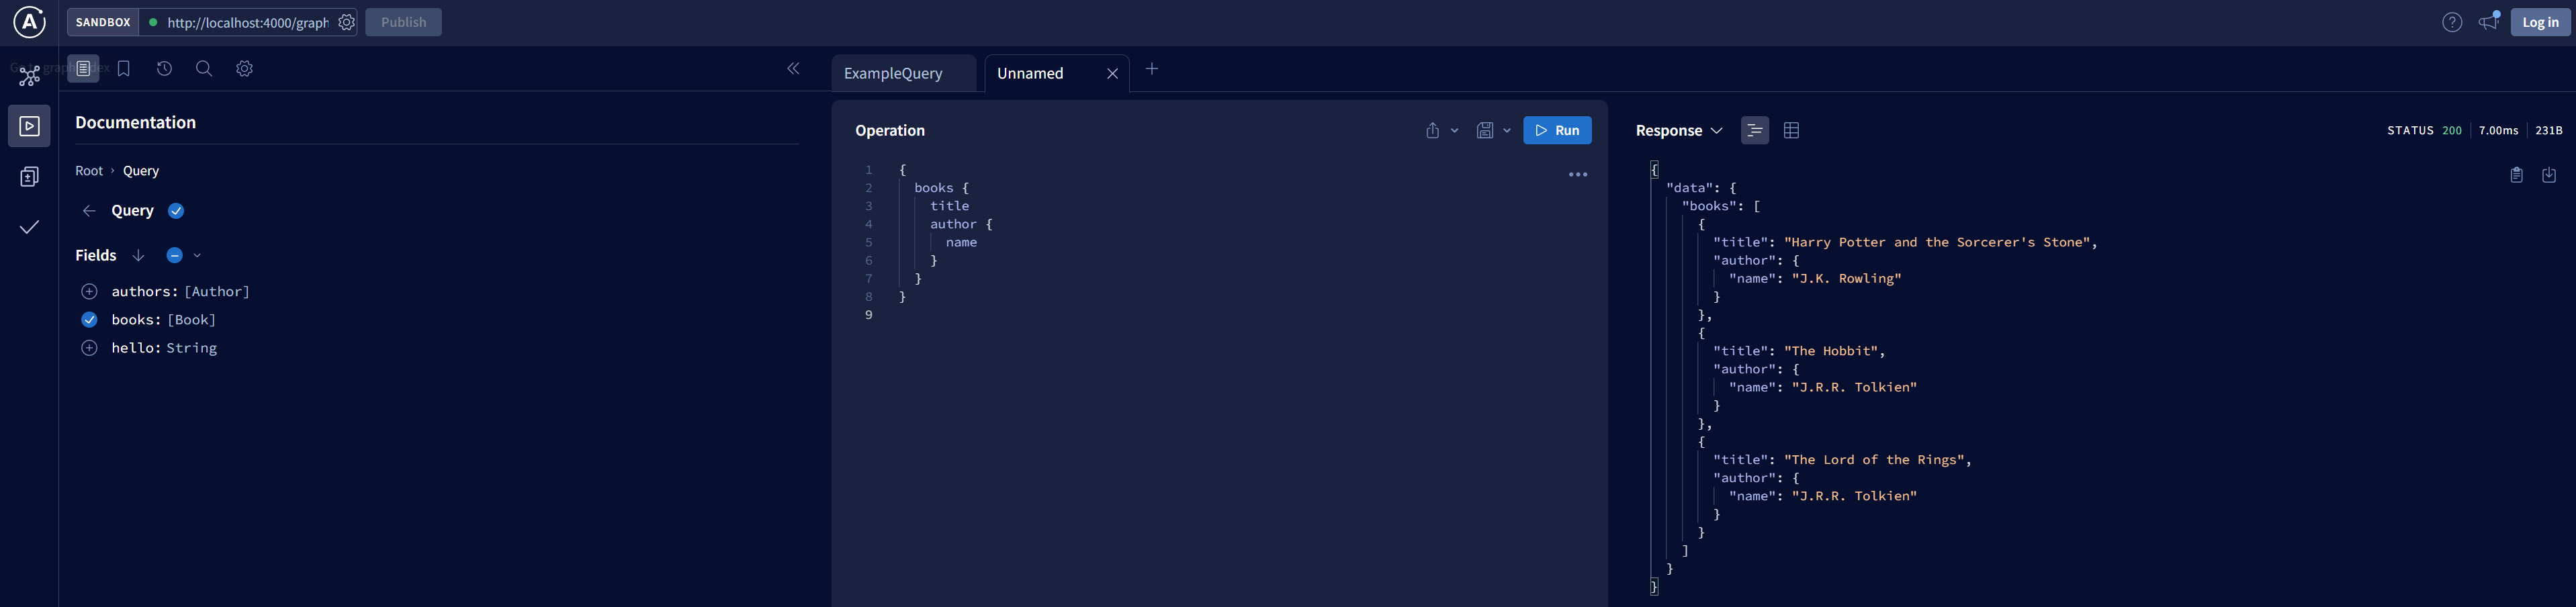 SANDBOX
http://localhost:4000/graph
Publish
Log in
Documentation
Root › Query
Query
Fields
authors: [Author]
books: [Book]
hello: String
ExampleQuery
Unnamed
Operation
Run
1 {
2 books {
3 title
4 author {
5 name
6 }
7 }
8 }
9
Response
STATUS 200 7.00ms 231B
{
"data": {
"books": [
{
"title": "Harry Potter and the Sorcerer's Stone",
"author": {
"name": "J.K. Rowling"
}
},
{
"title": "The Hobbit",
"author": {
"name": "J.R.R. Tolkien"
}
},
{
"title": "The Lord of the Rings",
"author": {
"name": "J.R.R. Tolkien"
}
}
]
}
}